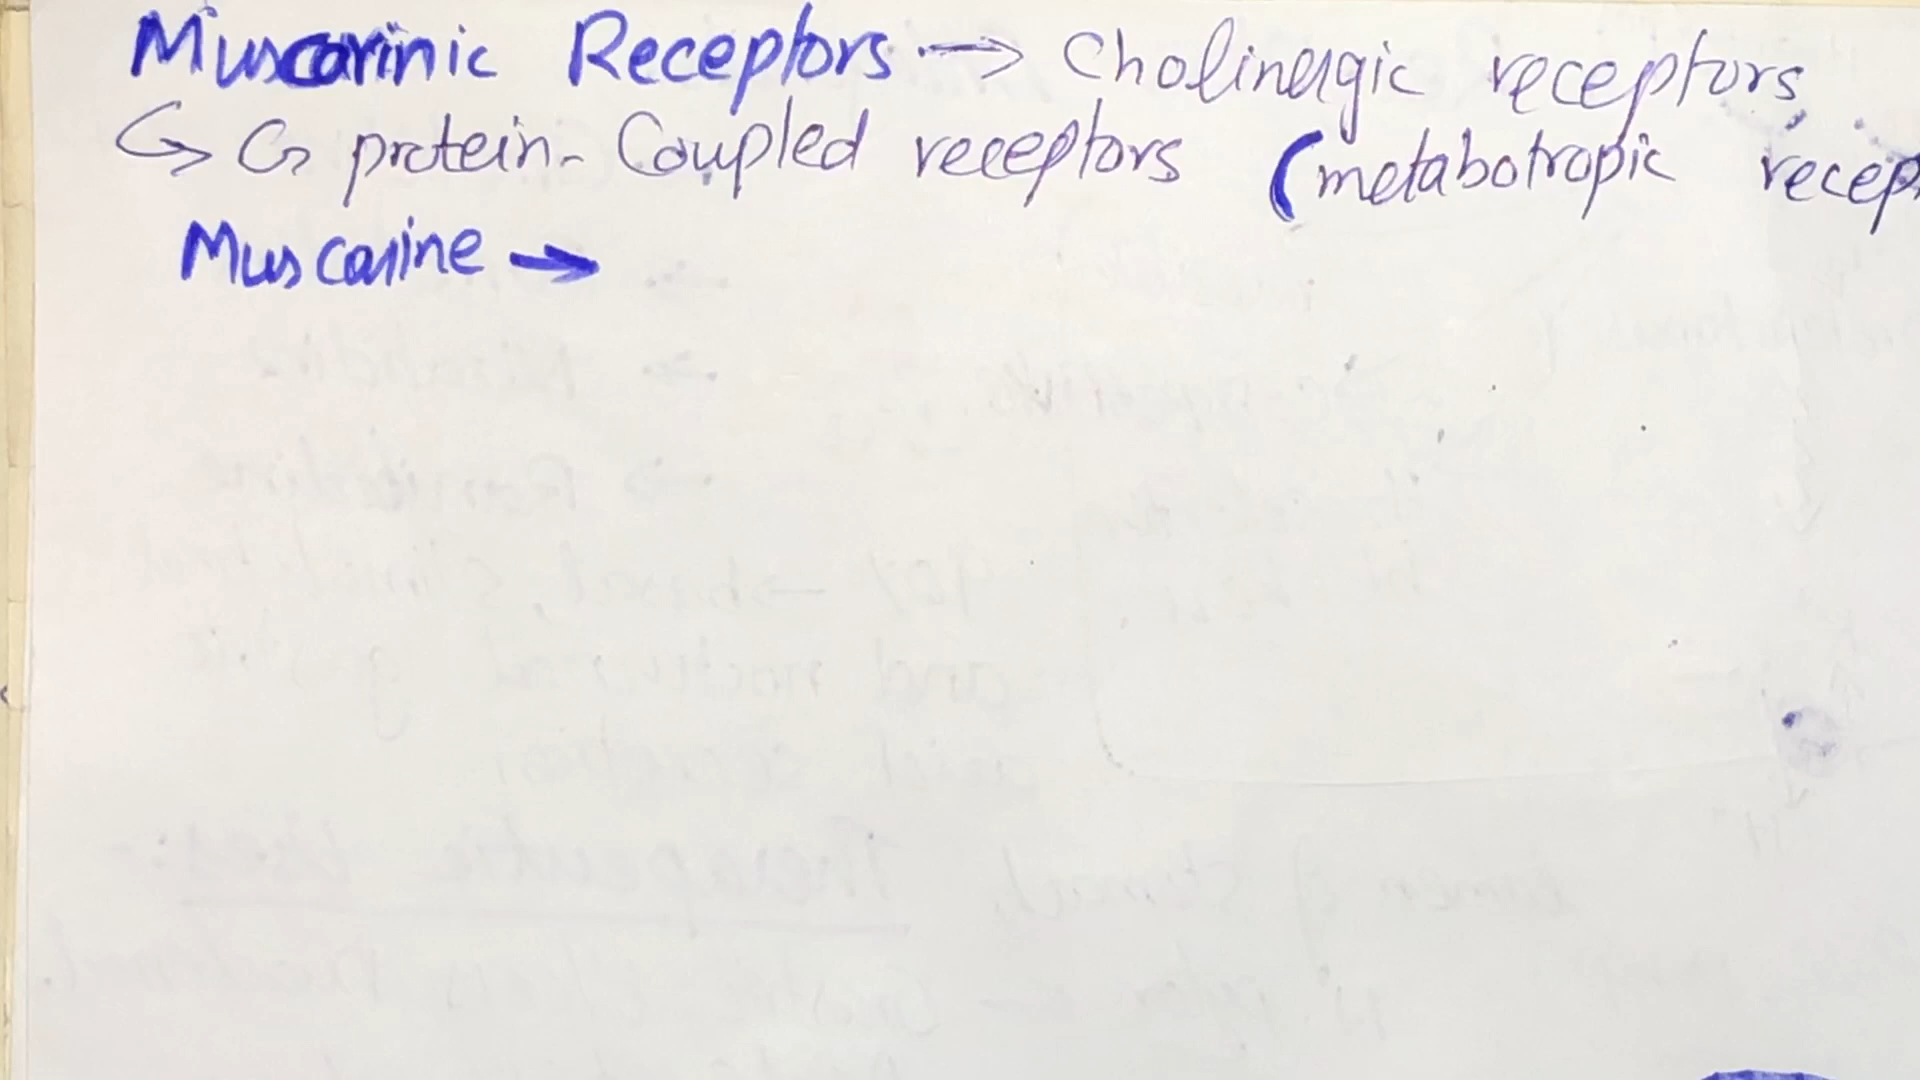 Muscarinic Receptors → Cholinergic receptors,
↳ G protein-Coupled receptors (metabotropic recep
Muscarine →